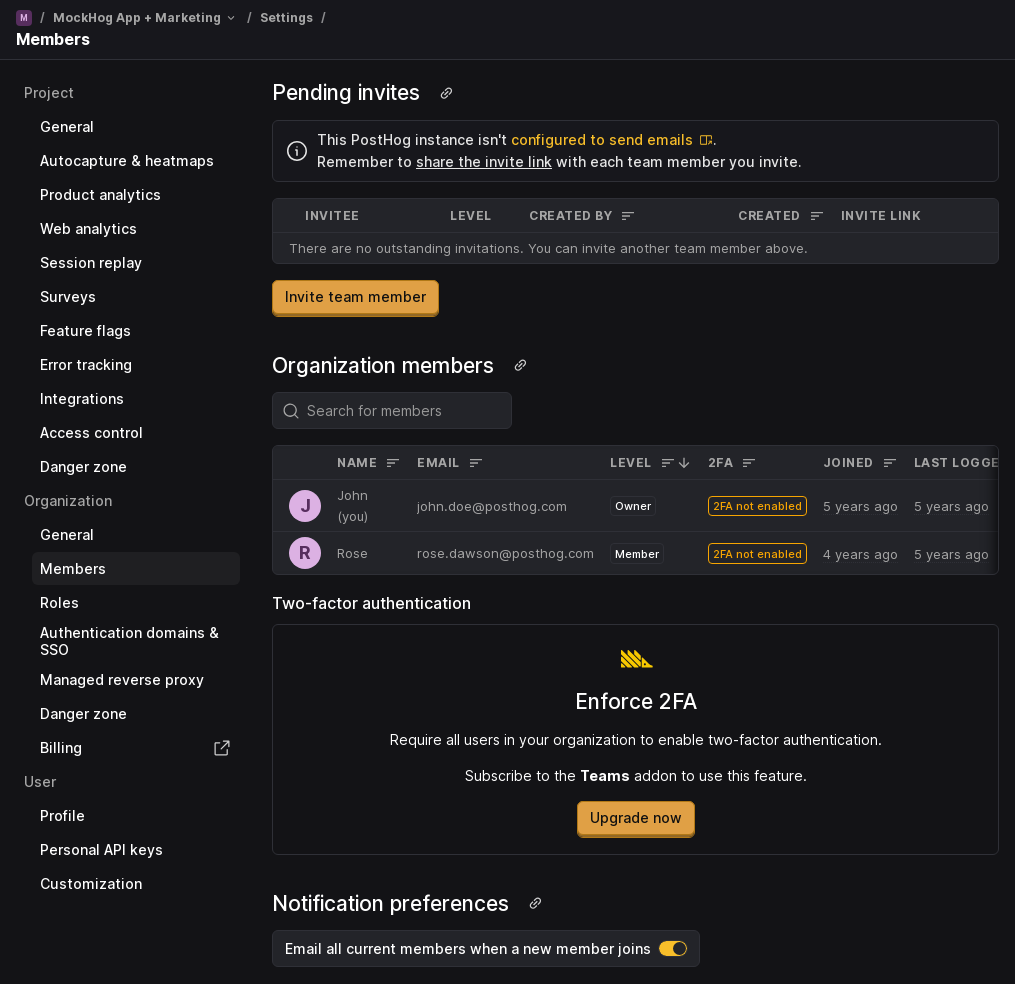 M / MockHog App + Marketing / Settings /
Members
Project
General
Autocapture & heatmaps
Product analytics
Web analytics
Session replay
Surveys
Feature flags
Error tracking
Integrations
Access control
Danger zone
Organization
General
Members
Roles
Authentication domains &
SSO
Managed reverse proxy
Danger zone
Billing
User
Profile
Personal API keys
Customization
Pending invites
This PostHog instance isn't configured to send emails .
Remember to share the invite link with each team member you invite.
INVITEE LEVEL CREATED BY CREATED INVITE LINK
There are no outstanding invitations. You can invite another team member above.
Invite team member
Organization members
Search for members
NAME EMAIL LEVEL 2FA JOINED LAST LOGGE
J John
(you) john.doe@posthog.com Owner 2FA not enabled 5 years ago 5 years ago
R Rose rose.dawson@posthog.com Member 2FA not enabled 4 years ago 5 years ago
Two-factor authentication
Enforce 2FA
Require all users in your organization to enable two-factor authentication.
Subscribe to the Teams addon to use this feature.
Upgrade now
Notification preferences
Email all current members when a new member joins